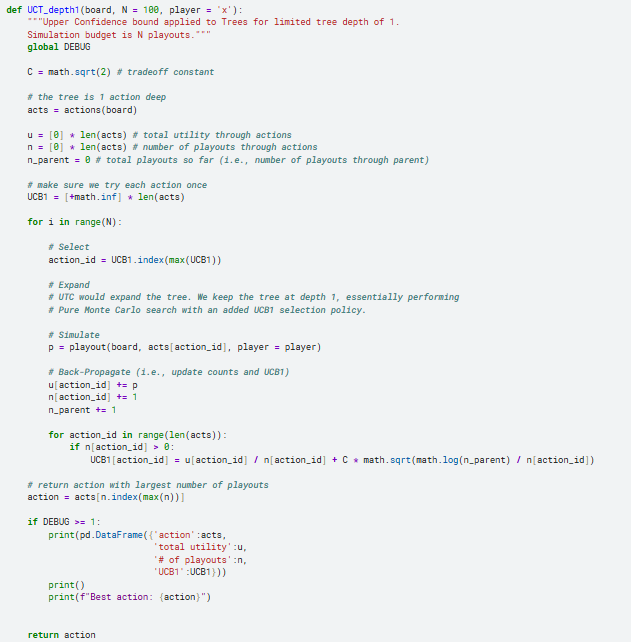 def UCT_depth1(board, N = 100, player = 'x'):
"""Upper Confidence bound applied to Trees for limited tree depth of 1.
Simulation budget is N playouts."""
global DEBUG
C = math.sqrt(2) # tradeoff constant
# the tree is 1 action deep
acts = actions(board)
u = [0] * len(acts) # total utility through actions
n = [0] * len(acts) # number of playouts through actions
n_parent = 0 # total playouts so far (i.e., number of playouts through parent)
# make sure we try each action once
UCB1 = [+math.inf] * len(acts)
for i in range(N):
# Select
action_id = UCB1.index(max(UCB1))
# Expand
# UTC would expand the tree. We keep the tree at depth 1, essentially performing
# Pure Monte Carlo search with an added UCB1 selection policy.
# Simulate
p = playout(board, acts[action_id], player = player)
# Back-Propagate (i.e., update counts and UCB1)
u[action_id] += p
n[action_id] += 1
n_parent += 1
for action_id in range(len(acts)):
if n[action_id] > 0:
UCB1[action_id] = u[action_id] / n[action_id] + C * math.sqrt(math.log(n_parent) / n[action_id])
# return action with largest number of playouts
action = acts[n.index(max(n))]
if DEBUG >= 1:
print(pd.DataFrame({'action':acts,
'total utility':u,
'# of playouts':n,
'UCB1':UCB1}))
print()
print(f"Best action: {action}")
return action